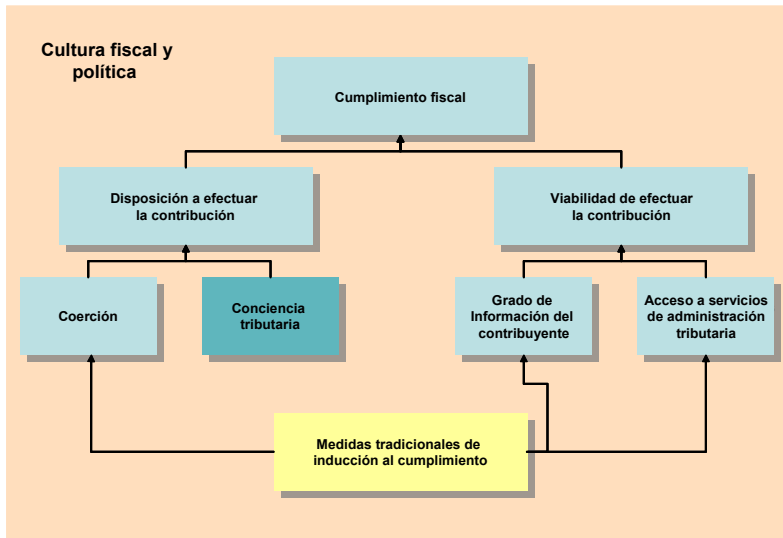 Cultura fiscal y
política
Cumplimiento fiscal
Disposición a efectuar
la contribución
Viabilidad de efectuar
la contribución
Coerción
Conciencia
tributaria
Grado de
Información del
contribuyente
Acceso a servicios
de administración
tributaria
Medidas tradicionales de
inducción al cumplimiento